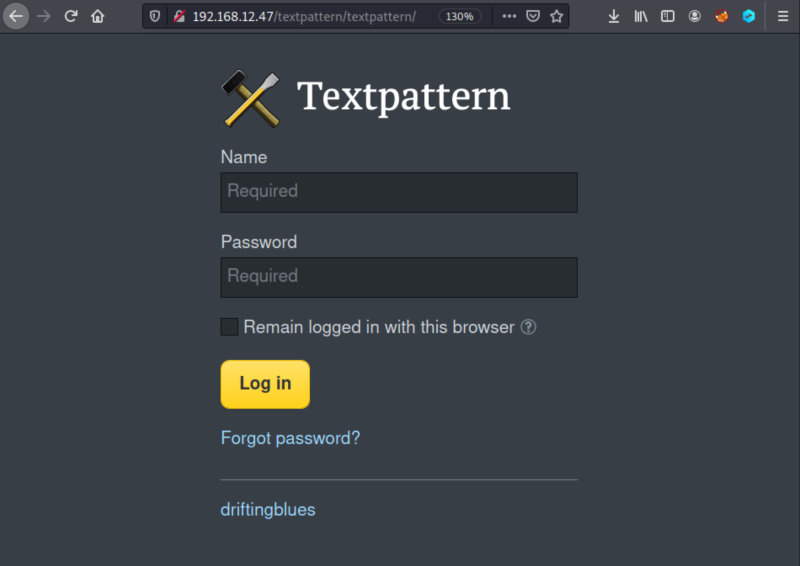 192.168.12.47/textpattern/textpattern/
130%
Textpattern
Name
Required
Password
Required
Remain logged in with this browser ?
Log in
Forgot password?
driftingblues